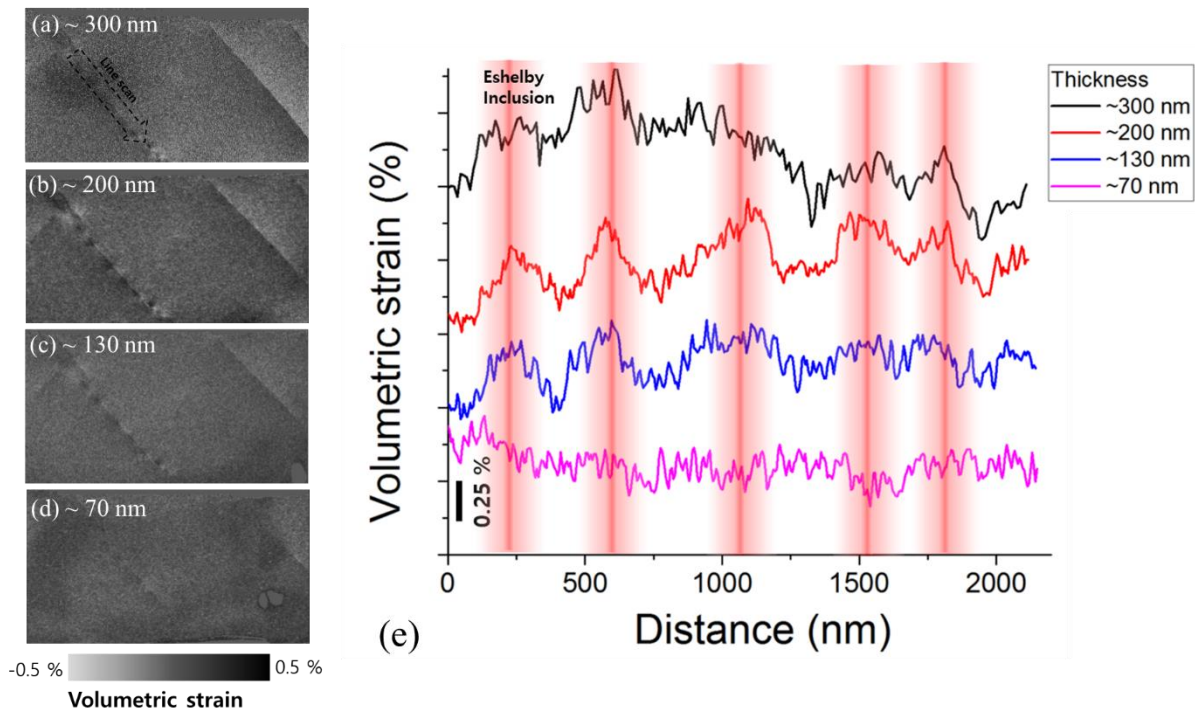 (a) ~ 300 nm
Line scan
(b) ~ 200 nm
(c) ~ 130 nm
(d) ~ 70 nm
-0.5 %
0.5 %
Volumetric strain
Volumetric strain (%)
Eshelby
Inclusion
0.25 %
0
500
1000
1500
2000
Distance (nm)
(e)
Thickness
~300 nm
~200 nm
~130 nm
~70 nm